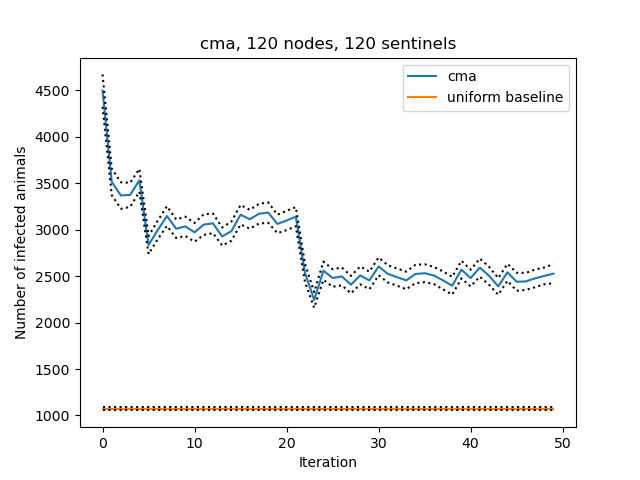 cma, 120 nodes, 120 sentinels
cma
uniform baseline
Number of infected animals
4500
4000
3500
3000
2500
2000
1500
1000
0 10 20 30 40 50
Iteration